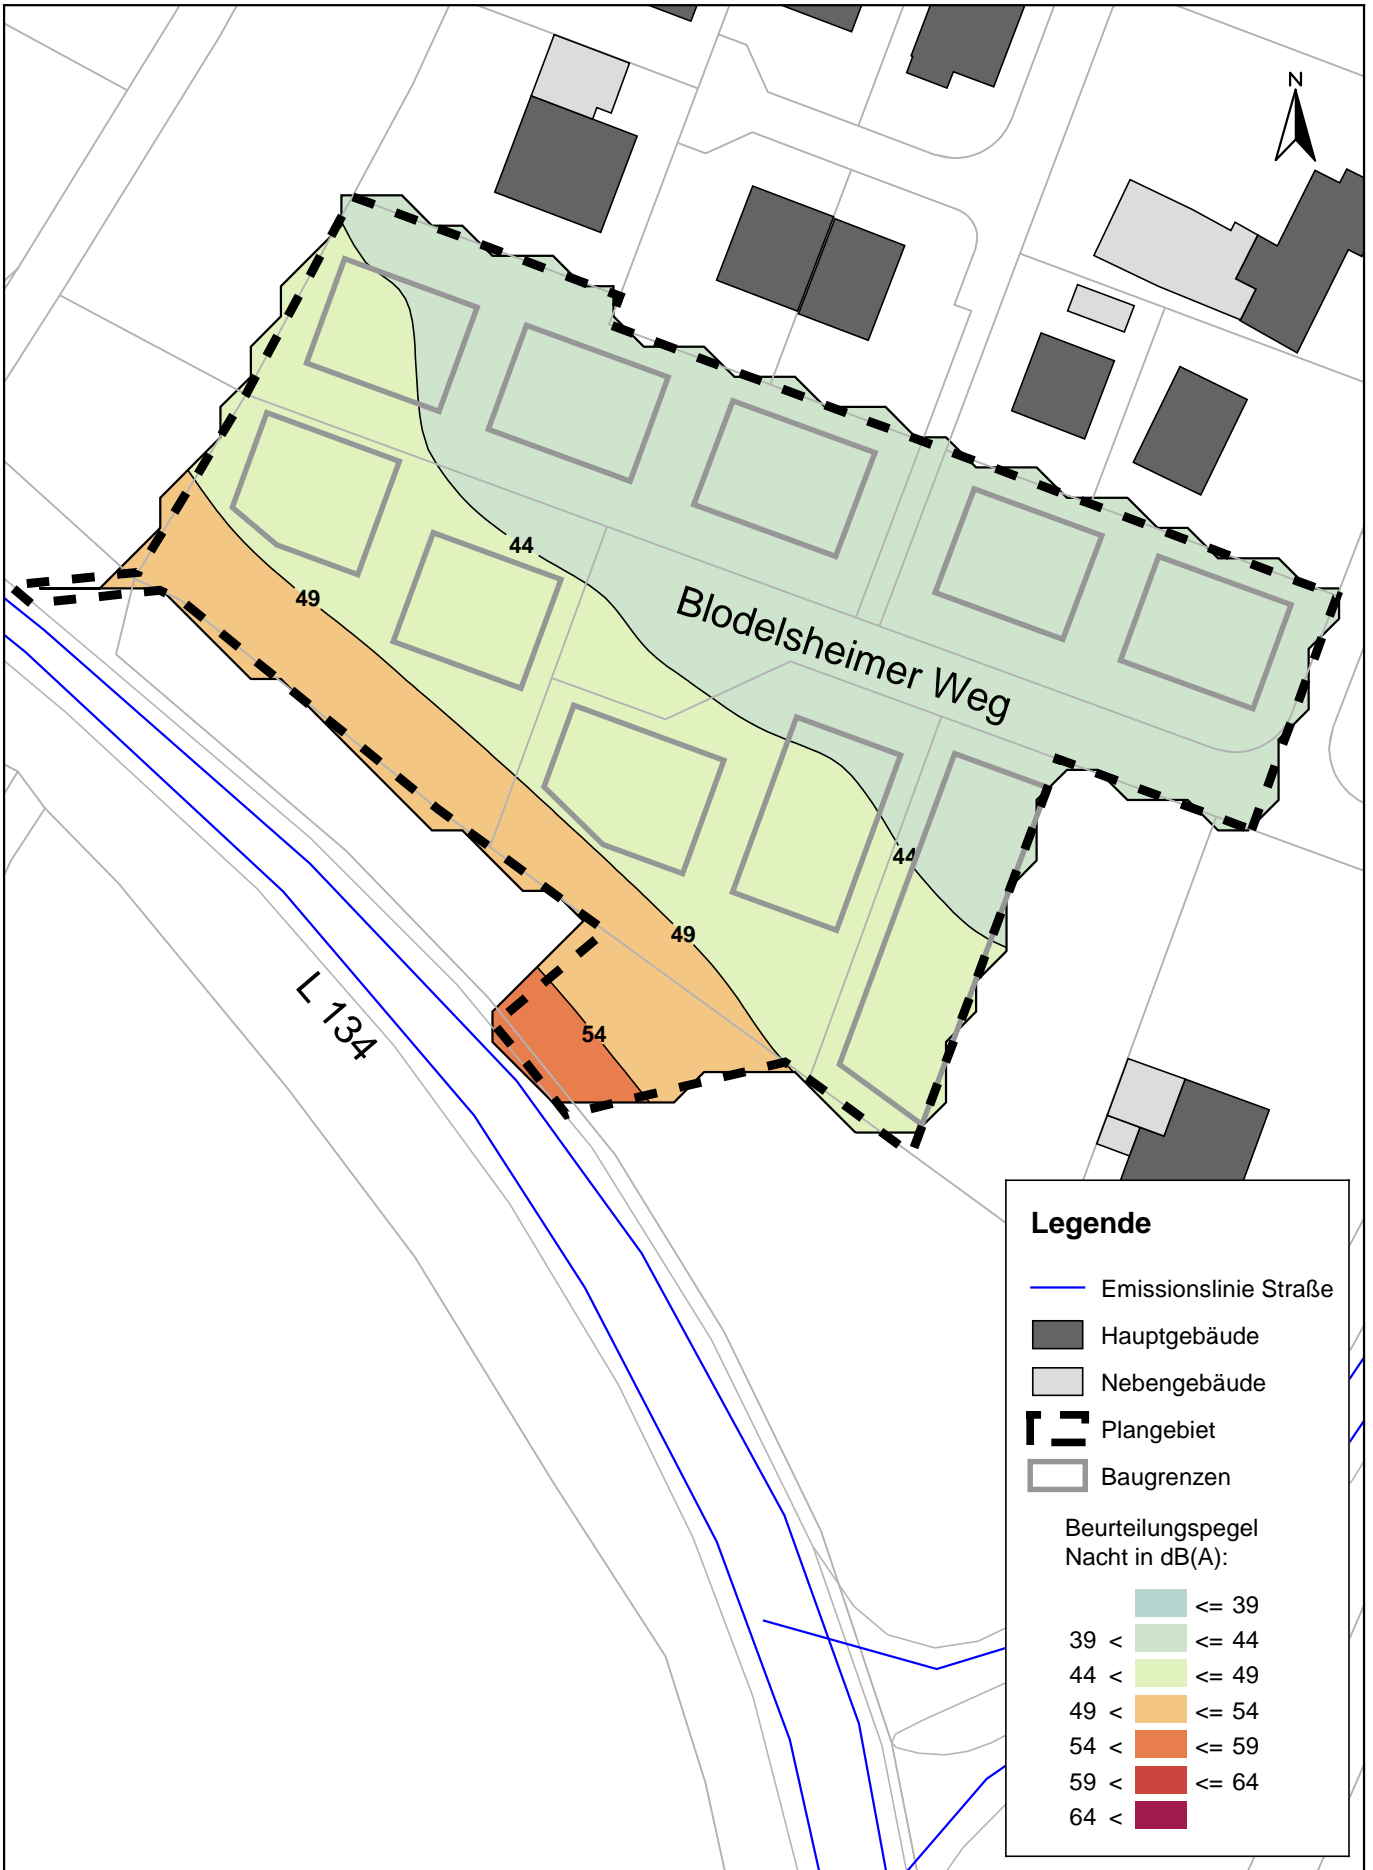 N
44
49
Blodelsheimer Weg
44
49
L 134
54
Legende
Emissionslinie Straße
Hauptgebäude
Nebengebäude
Plangebiet
Baugrenzen
Beurteilungspegel
Nacht in dB(A):
<= 39
39 < <= 44
44 < <= 49
49 < <= 54
54 < <= 59
59 < <= 64
64 <